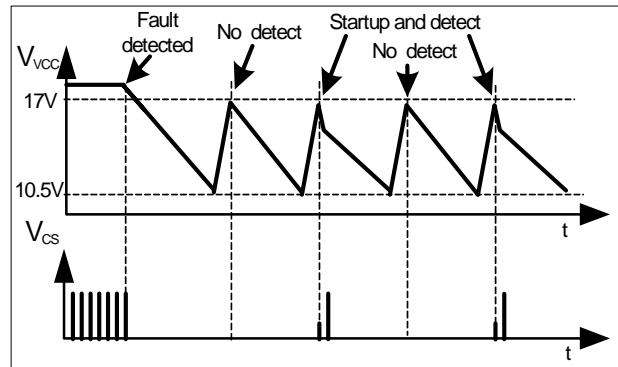 Fault
detected
No detect
Startup and detect
No detect
VVCC
17V
10.5V
t
VCS
t